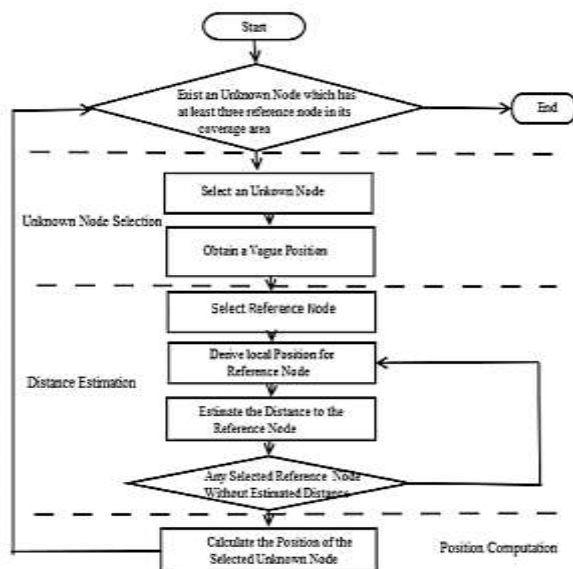 Start
Exist an Unknown Node which has
at least three reference node in its
coverage area
End
Select an Unkown Node
Unknown Node Selection
Obtain a Vague Position
Select Reference Node
Derive local Position for
Reference Node
Distance Estimation
Estimate the Distance to the
Reference Node
Any Selected Reference Node
Without Estimated Distance
Calculate the Position of the
Selected Unknown Node
Position Computation